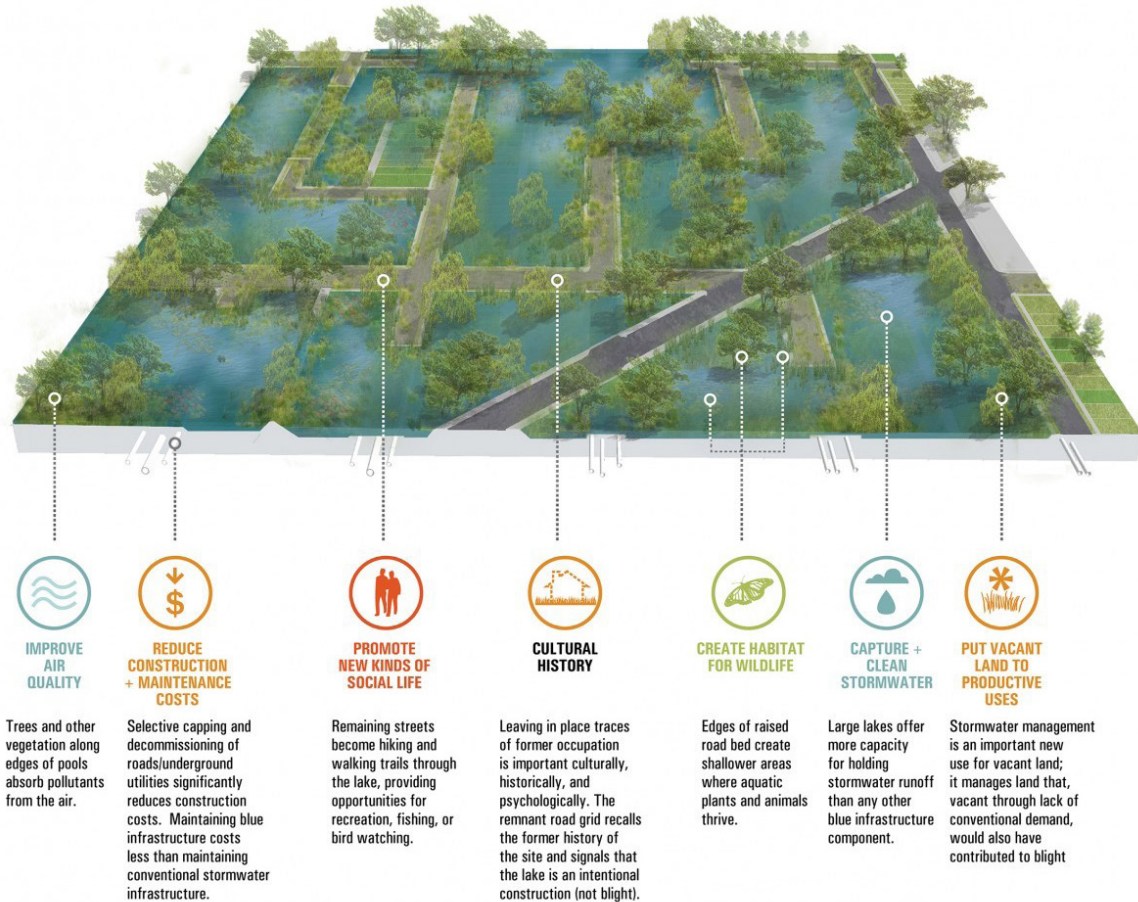 IMPROVE
AIR
QUALITY
Trees and other
vegetation along
edges of pools
absorb pollutants
from the air.
$
REDUCE
CONSTRUCTION
+ MAINTENANCE
COSTS
Selective capping and
decommissioning of
roads/underground
utilities significantly
reduces construction
costs.  Maintaining blue
infrastructure costs
less than maintaining
conventional stormwater
infrastructure.
PROMOTE
NEW KINDS OF
SOCIAL LIFE
Remaining streets
become hiking and
walking trails through
the lake, providing
opportunities for
recreation, fishing, or
bird watching.
CULTURAL
HISTORY
Leaving in place traces
of former occupation
is important culturally,
historically, and
psychologically. The
remnant road grid recalls
the former history of
the site and signals that
the lake is an intentional
construction (not blight).
CREATE HABITAT
FOR WILDLIFE
Edges of raised
road bed create
shallower areas
where aquatic
plants and animals
thrive.
CAPTURE +
CLEAN
STORMWATER
Large lakes offer
more capacity
for holding
stormwater runoff
than any other
blue infrastructure
component.
PUT VACANT
LAND TO
PRODUCTIVE
USES
Stormwater management
is an important new
use for vacant land;
it manages land that,
vacant through lack of
conventional demand,
would also have
contributed to blight